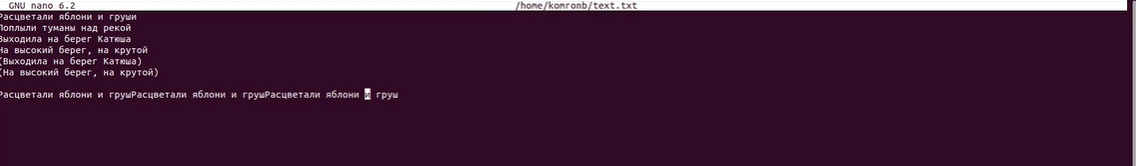 GNU nano 6.2 /home/komronb/text.txt
Расцветали яблони и груши
Поплыли туманы над рекой
Выходила на берег Катюша
На высокий берег, на крутой
(Выходила на берег Катюша)
(На высокий берег, на крутой)
Расцветали яблони и грушРасцветали яблони и грушРасцветали яблони и груш